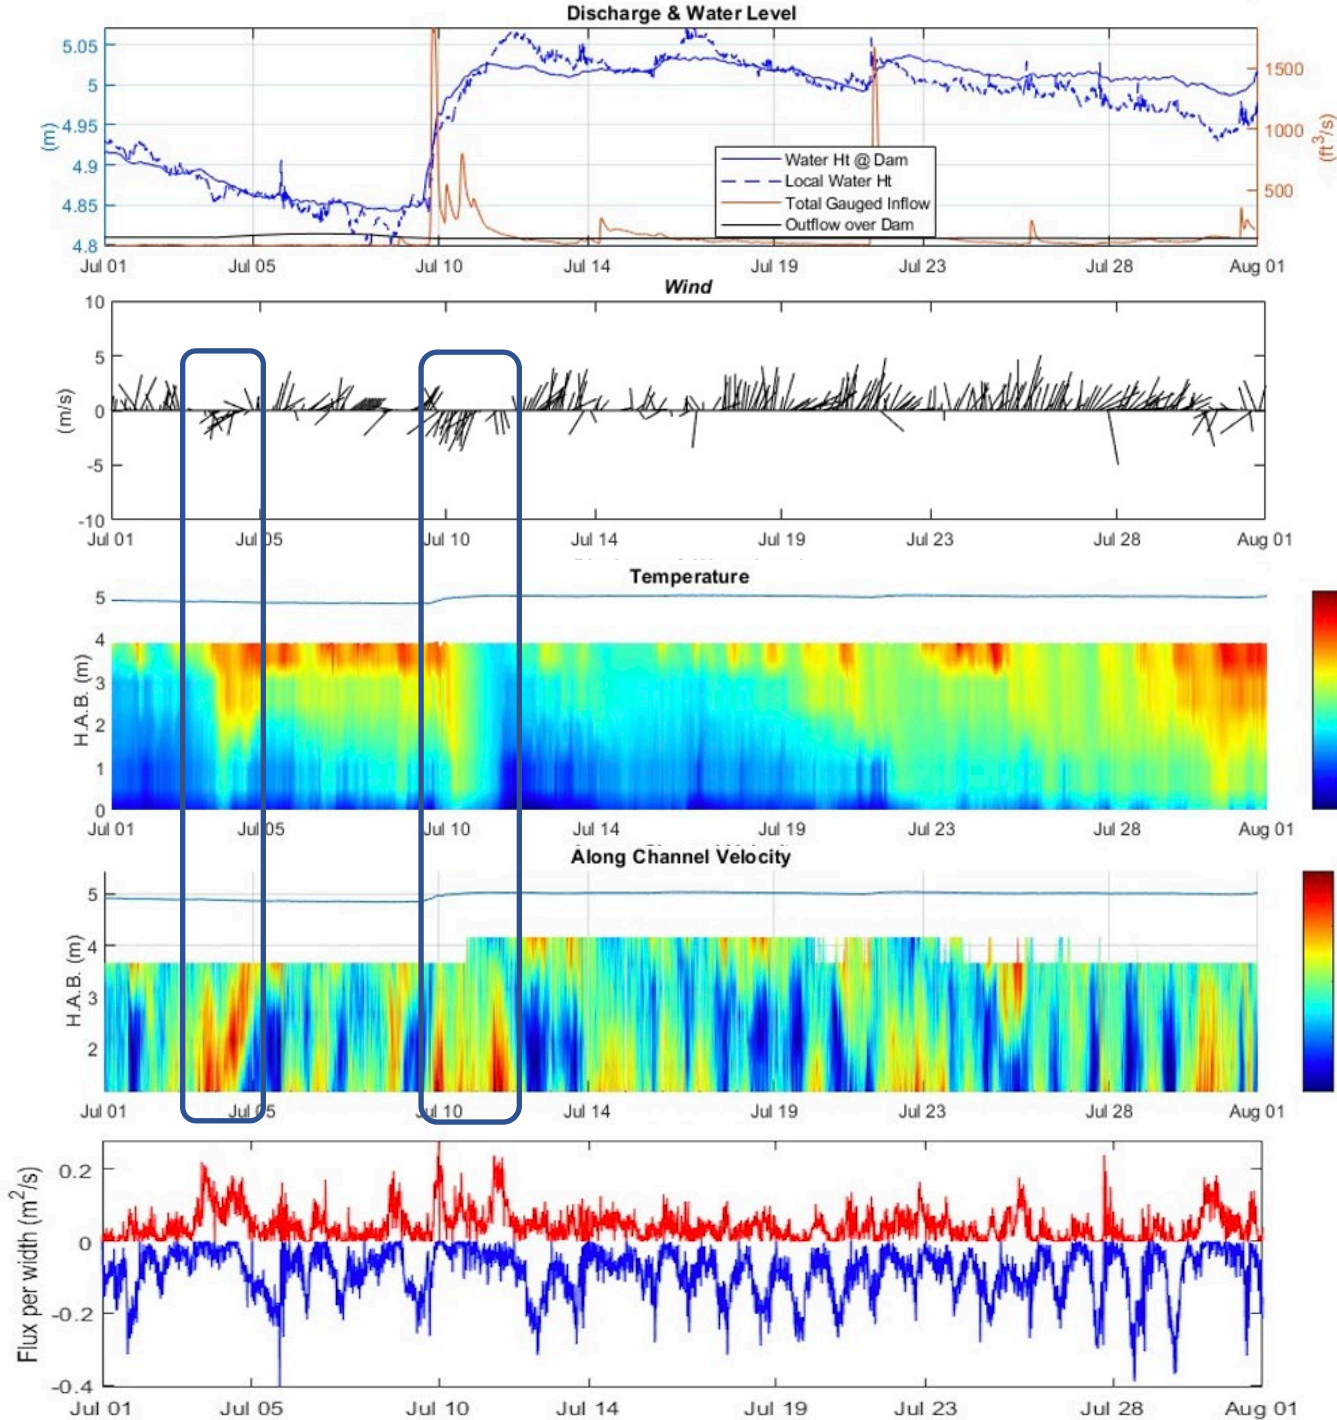 Discharge & Water Level
5.05
5
4.95
4.9
4.85
4.8
(m)
1500
1000
500
(ft³/s)
Water Ht @ Dam
Local Water Ht
Total Gauged Inflow
Outflow over Dam
Jul 01 Jul 05 Jul 10 Jul 14 Jul 19 Jul 23 Jul 28 Aug 01
Wind
10
5
0
-5
-10
(m/s)
Jul 01 Jul 05 Jul 10 Jul 14 Jul 19 Jul 23 Jul 28 Aug 01
Temperature
5
4
3
2
1
0
H.A.B. (m)
Jul 01 Jul 05 Jul 10 Jul 14 Jul 19 Jul 23 Jul 28 Aug 01
Along Channel Velocity
5
4
3
2
H.A.B. (m)
Jul 01 Jul 05 Jul 10 Jul 14 Jul 19 Jul 23 Jul 28 Aug 01
0.2
0
-0.2
-0.4
Flux per width (m²/s)
Jul 01 Jul 05 Jul 10 Jul 14 Jul 19 Jul 23 Jul 28 Aug 01